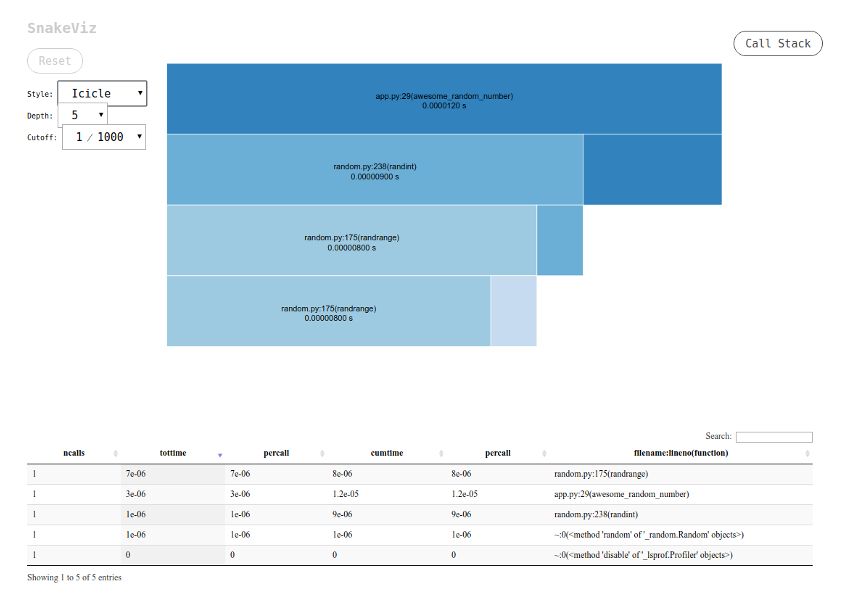 SnakeViz
Reset
Call Stack
Style: Icicle
Depth: 5
Cutoff: 1 / 1000
app.py:29(awesome_random_number)
0.0000120 s
random.py:238(randint)
0.00000900 s
random.py:175(randrange)
0.00000800 s
random.py:175(randrange)
0.00000800 s
Search:
ncalls tottime percall cumtime percall filename:lineno(function)
1 7e-06 7e-06 8e-06 8e-06 random.py:175(randrange)
1 3e-06 3e-06 1.2e-05 1.2e-05 app.py:29(awesome_random_number)
1 1e-06 1e-06 9e-06 9e-06 random.py:238(randint)
1 1e-06 1e-06 1e-06 1e-06 ~:0(<method 'random' of '_random.Random' objects>)
1 0 0 0 0 ~:0(<method 'disable' of '_lsprof.Profiler' objects>)
Showing 1 to 5 of 5 entries